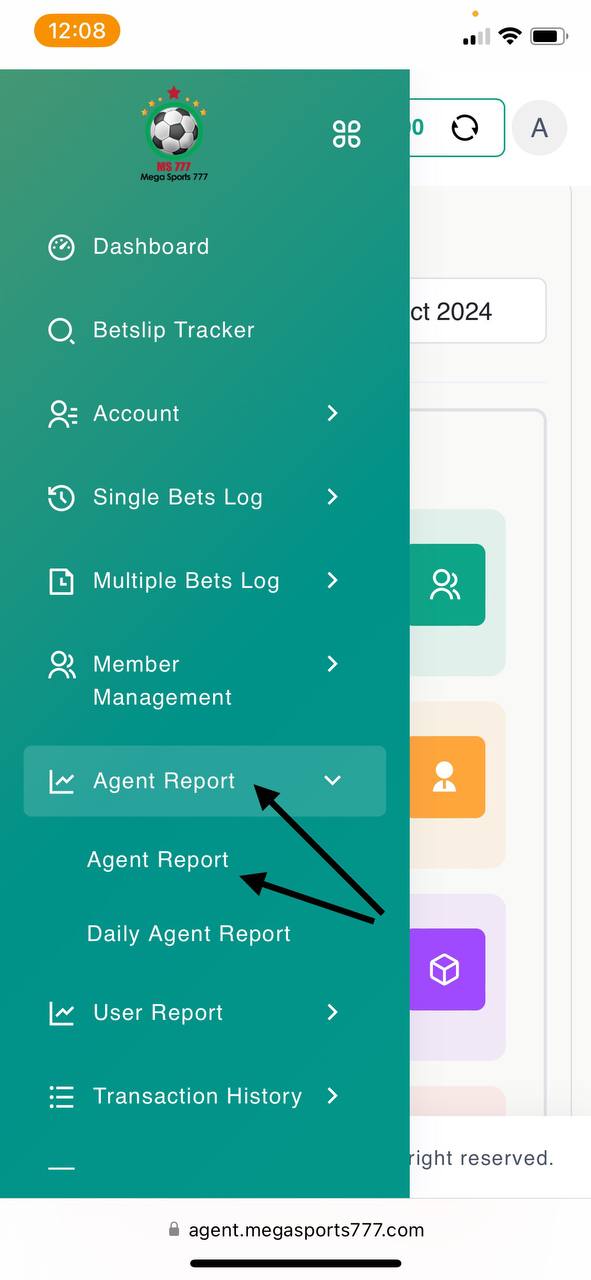 12:08
MS 777
Mega Sports 777
00
A
Dashboard
Betslip Tracker
ct 2024
Account
Single Bets Log
Multiple Bets Log
Member
Management
Agent Report
Agent Report
Daily Agent Report
User Report
Transaction History
right reserved.
agent.megasports777.com